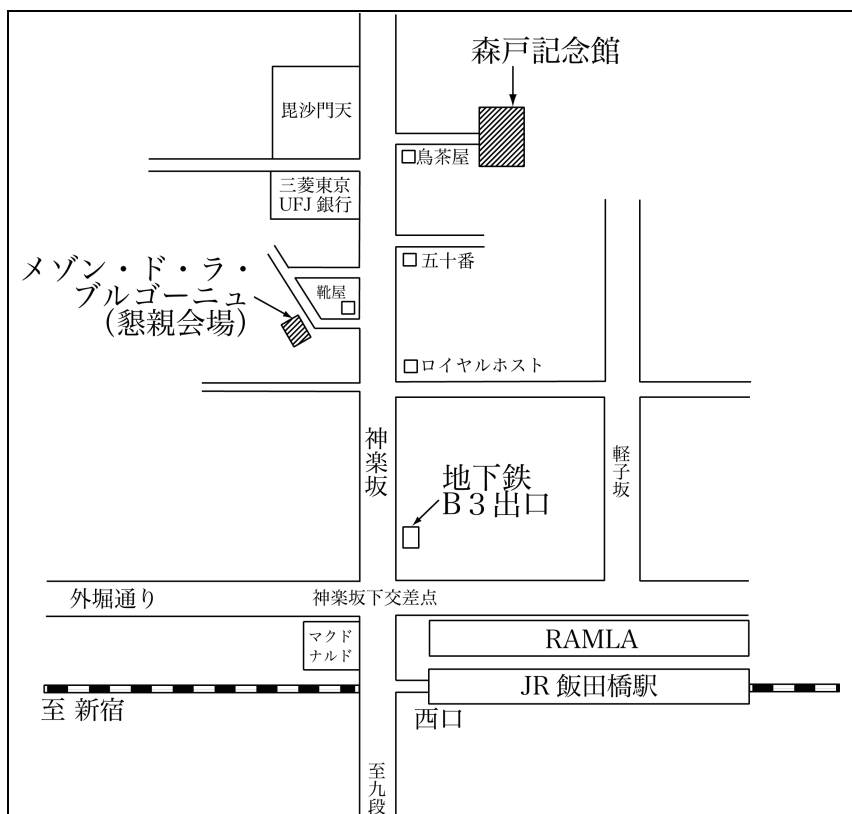 森戸記念館
毘沙門天
鳥茶屋
三菱東京
UFJ 銀行
メゾン・ド・ラ・
ブルゴーニュ
(懇親会場)
五十番
靴屋
ロイヤルホスト
神楽坂
軽子坂
地下鉄
B3出口
外堀通り
神楽坂下交差点
マクド
ナルド
RAMLA
JR 飯田橋駅
至 新宿
西口
至九段